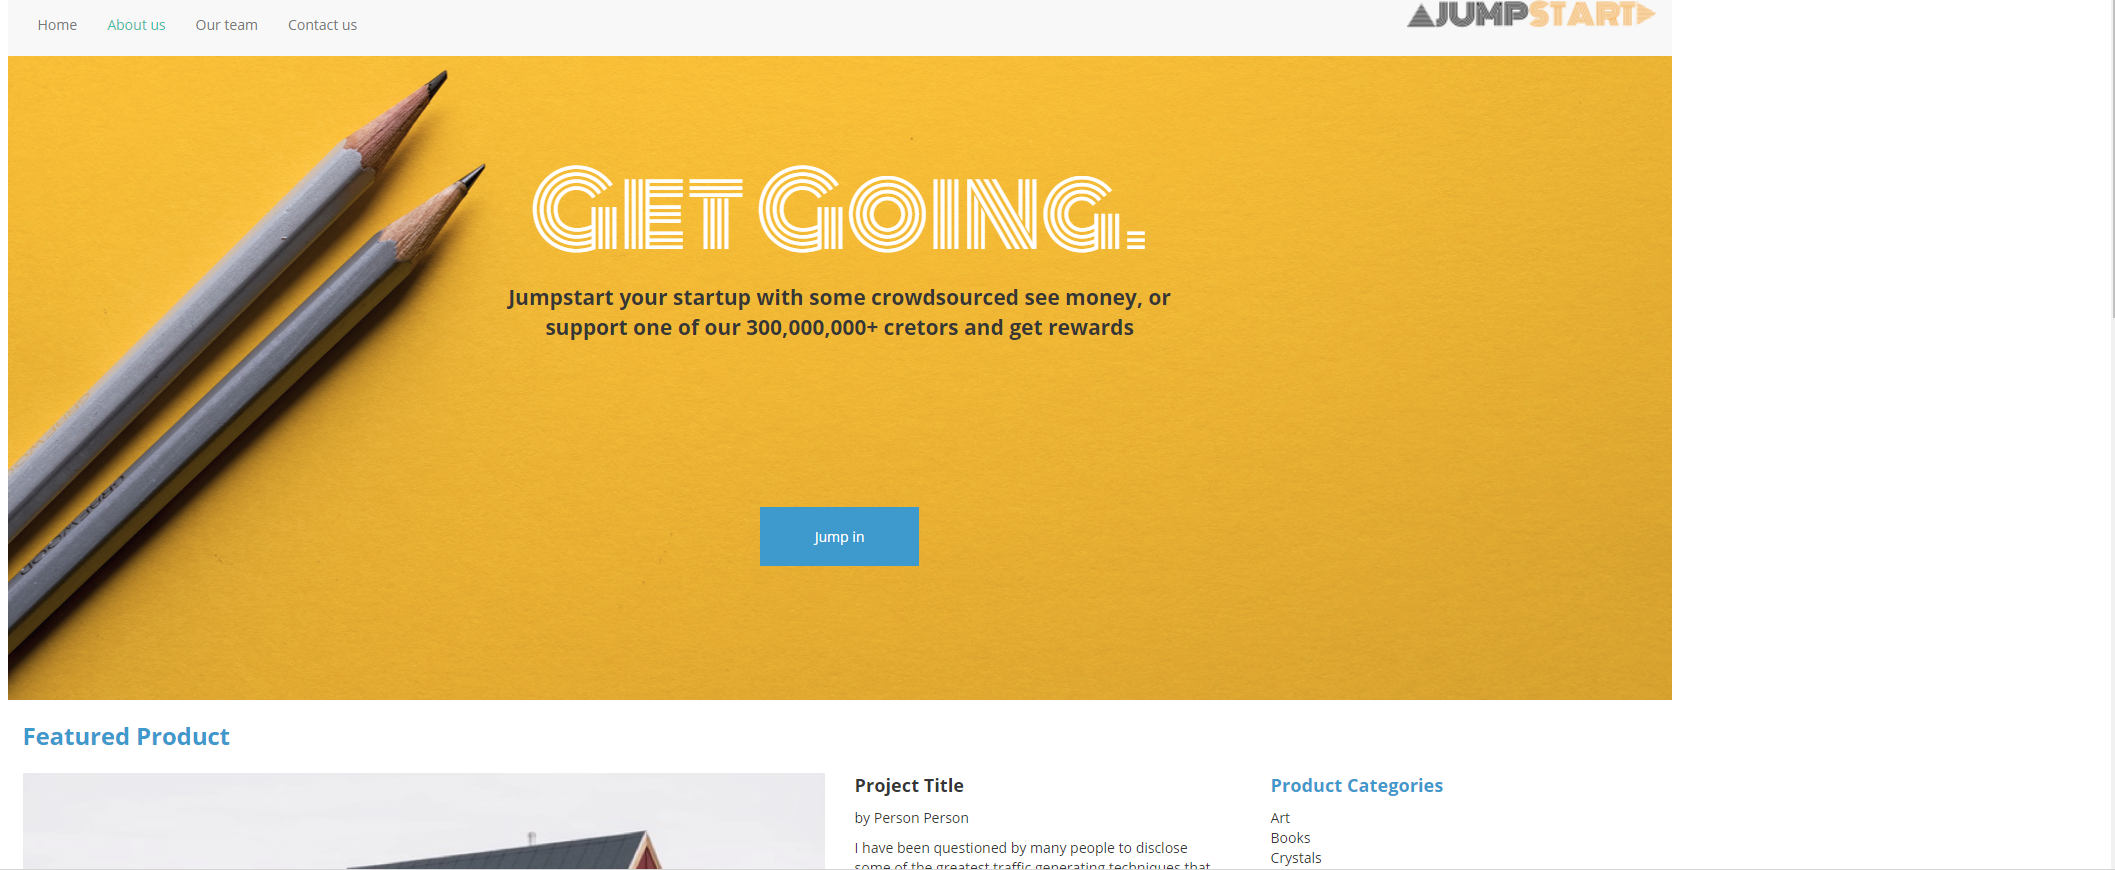 Home About us Our team Contact us JUMPSTART
GET GOING.
Jumpstart your startup with some crowdsourced see money, or
support one of our 300,000,000+ cretors and get rewards
Jump in
Featured Product
Project Title
by Person Person
I have been questioned by many people to disclose
some of the greatest traffic generating techniques that
Product Categories
Art
Books
Crystals